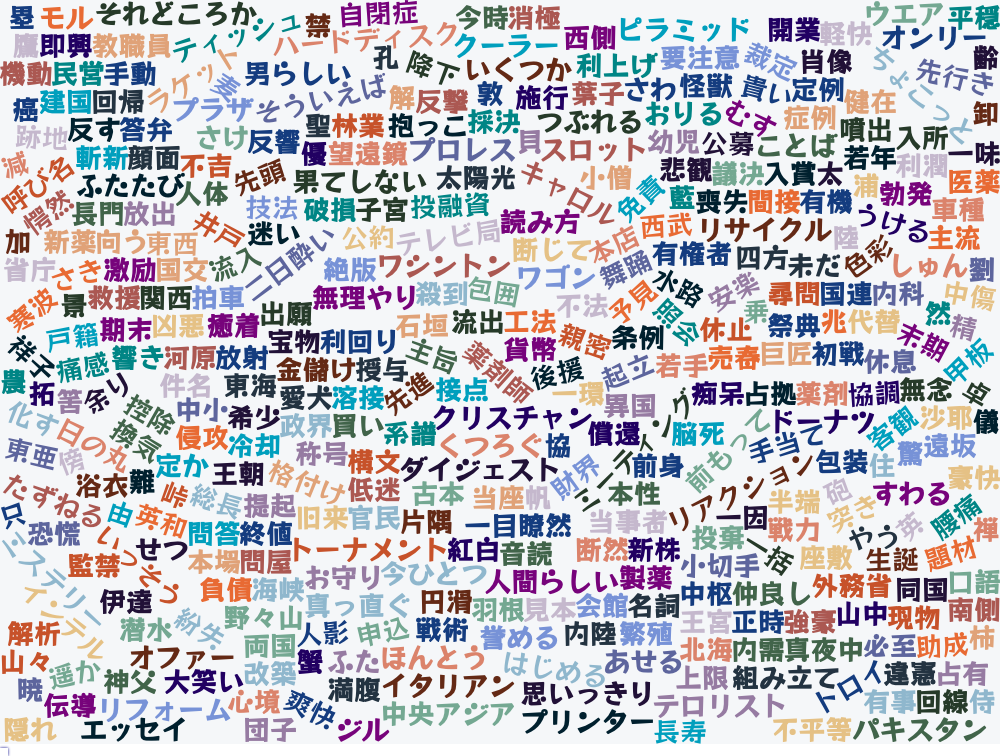 塁 モル それどころか ティッシュ 禁 自閉症 今時 消極 ピラミッド 開業 ウエア 平穏
鷹 即興 教職員 ハードディスク クーラー 西側 軽快 オンリー
孔 降下 いくつか 利上げ 要注意 裁定 肖像 ちょくちょく 先行き 齢
機動 民営 手動 ラケット 麦 男らしい
癌 建国 回帰 プラザ そういえば 解 反撃 敦 施行 葉子 さわ 怪獣 貴い 定例 健在 卸
跡地 反す 答弁 さけ 反響 聖 林業 抱っこ 採決 つぶれる おりる むす 症例 噴出 入所
減 斬新 顔面 不吉 優 望遠鏡 プロレス 貝 スロット 幼児 公募 ことば 若年 利潤 一味
呼び名 ふたたび 人体 先頭 果てしない 太陽光 キャロル 小僧 悲観 議決 入賞 太 浦 勃発 医薬
愕然 長門 放出 井戸 技法 破損 子宮 投融資 免責 藍 喪失 間接 有機 うける 車種
加 新薬 向う 東西 迷い 二日酔い 公約 テレビ局 読み方 断じて 本店 西武 リサイクル 陸 主流
省庁 さき 激励 国交 流入 絶版 ワシントン ワゴン 舞踊 有権者 四方 未だ 色彩 しゅん 劉
寒波 景 救援 関西 拍車 無理やり 殺到 包囲 不法 予見 水路 安楽 尋問 国連 内科 中傷
戸籍 期末 凶悪 癒着 出願 石垣 流出 工法 親密 照会 乗 祭典 兆 代替 然 精
祥子 痛感 響き 河原 放射 宝物 利回り 主旨 薬剤師 貨幣 条例 休止 末期 甲板
農 拓 答 余り 件名 東海 金儲け 授与 後援 起立 若手 売春 巨匠 初戦 休息
愛犬 溶接 先進 接点 一環 異国 痴呆 占拠 薬剤 協調 無念 卓
化す 日の丸 控除 換気 中小 希少 政界 買い 系譜 クリスチャン 償還 ドーナツ 客観 沙耶 儀
東亜 傍 侵攻 冷却 称号 構文 くつろぐ 協 脳死 って 手当て 驚 遠坂
浴衣 難 定か 王朝 格付け 低迷 ダイジェスト 財界 前身 前も リアクション 包装 住 豪快
たずねる 由 峠 総長 提起 古本 当座 帆 本性 半端 砲 すわる
只 恐慌 英和 問答 終値 旧来 官民 片隅 一目瞭然 当事者 一因 戦力 突き 英 腰痛 禅
ミステリー 監禁 いっそう せつ 本場 問屋 トーナメント 紅白 音読 断然 新株 投棄 一括 座敷 やう 生誕 題材
インテル 伊達 負債 海峡 お守り 今ひとつ 人間らしい 製薬 小切手 中枢 仲良し 外務省 同国 口語
解析 潜水 紛失 野々山 真っ直ぐ 円滑 羽根 見本 会館 名詞 王宮 正時 強豪 山中 現物 南側
両国 人影 申込 戦術 誉める 内陸 繁殖 北海 内需 真夜中 必至 助成 柿
山々 遥か オファー 改築 蟹 ふた ほんとう はじめる あせる
暁 神父 大笑い 満腹 イタリアン 思いっきり 上限 組み立て トロイ 違憲 占有
伝導 リフォーム 心境 爽快 中央アジア テロリスト 有事 回線 侍
隠れ エッセイ 団子 ジル プリンター 長寿 不平等 パキスタン